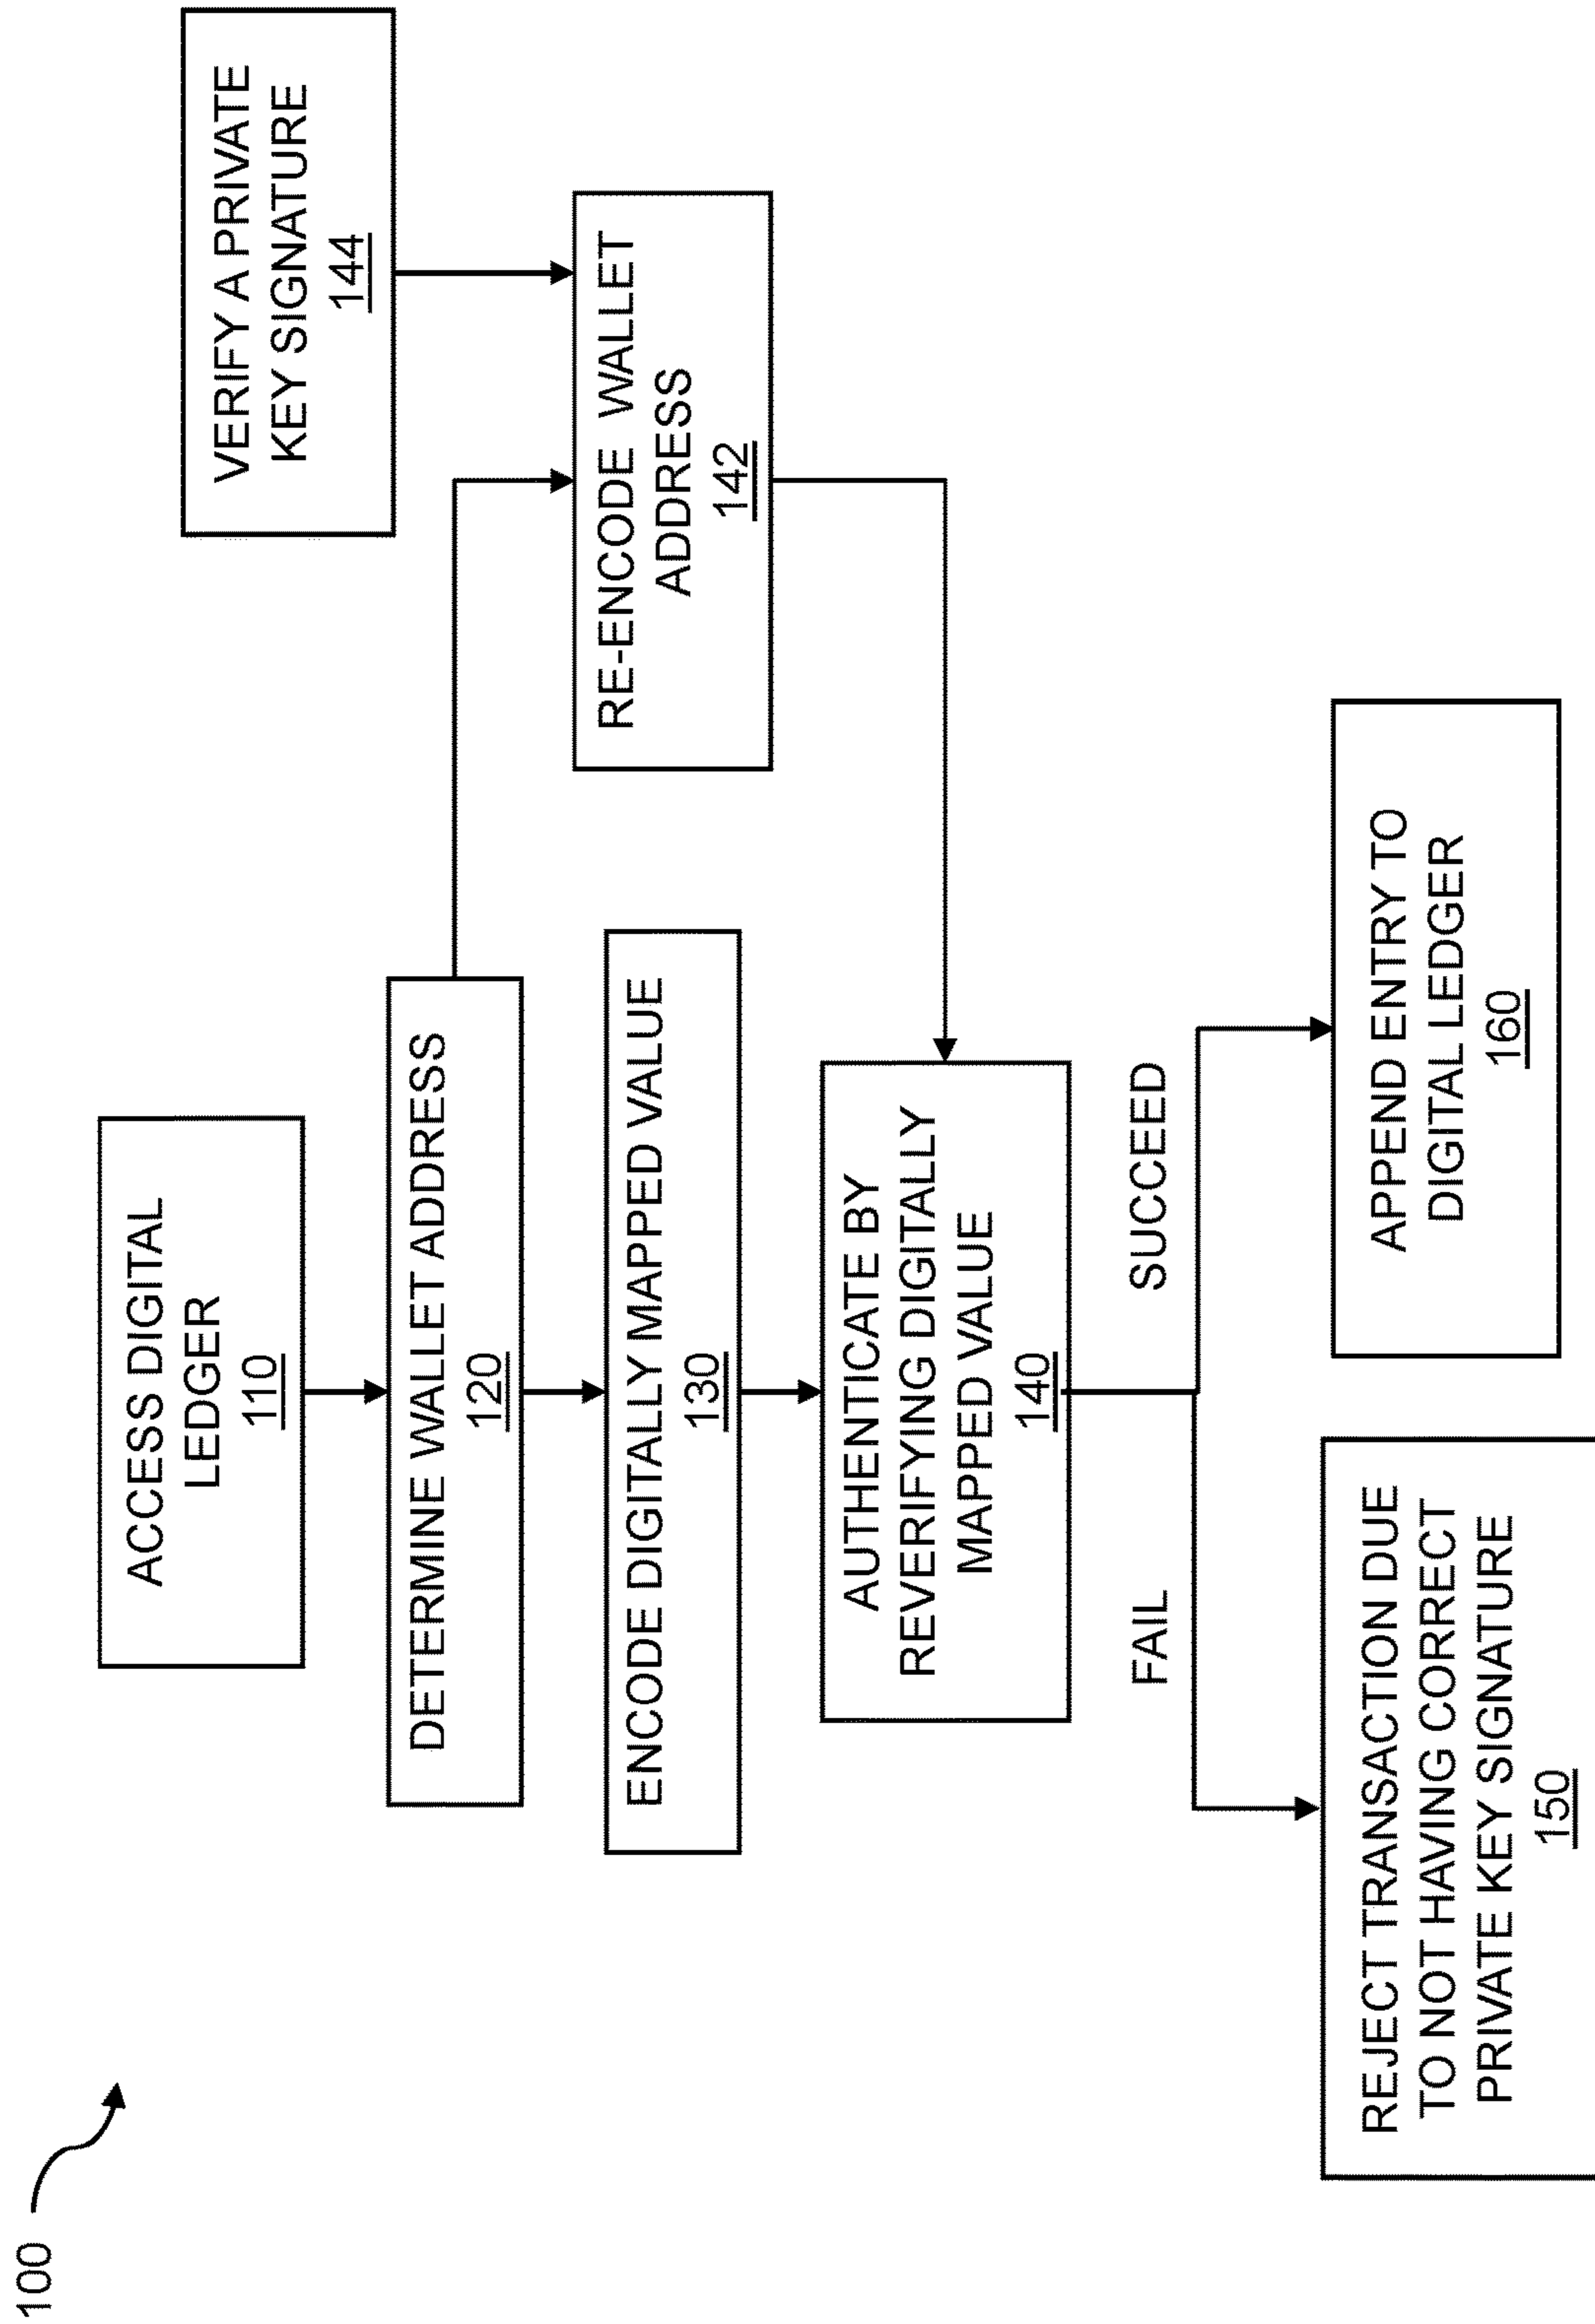 100
ACCESS DIGITAL
LEDGER
110
DETERMINE WALLET ADDRESS
120
ENCODE DIGITALLY MAPPED VALUE
130
AUTHENTICATE BY
REVERIFYING DIGITALLY
MAPPED VALUE
140
VERIFY A PRIVATE
KEY SIGNATURE
144
RE-ENCODE WALLET
ADDRESS
142
FAIL
SUCCEED
REJECT TRANSACTION DUE
TO NOT HAVING CORRECT
PRIVATE KEY SIGNATURE
150
APPEND ENTRY TO
DIGITAL LEDGER
160